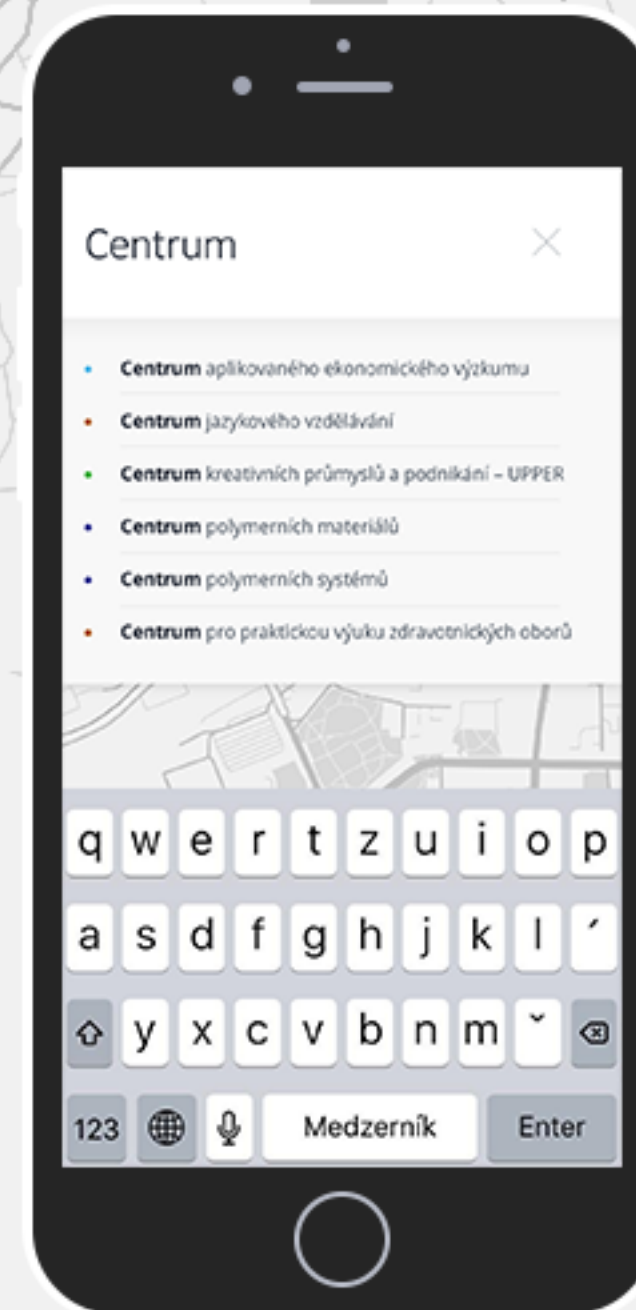 Centrum
Centrum aplikovaného ekonomického výzkumu
Centrum jazykového vzdělávání
Centrum kreativních průmyslů a podnikání – UPPER
Centrum polymerních materiálů
Centrum polymerních systémů
Centrum pro praktickou výuku zdravotnických oborů
q w e r t z u i o p
a s d f g h j k l ´
y x c v b n m ˇ
123 Medzerník Enter